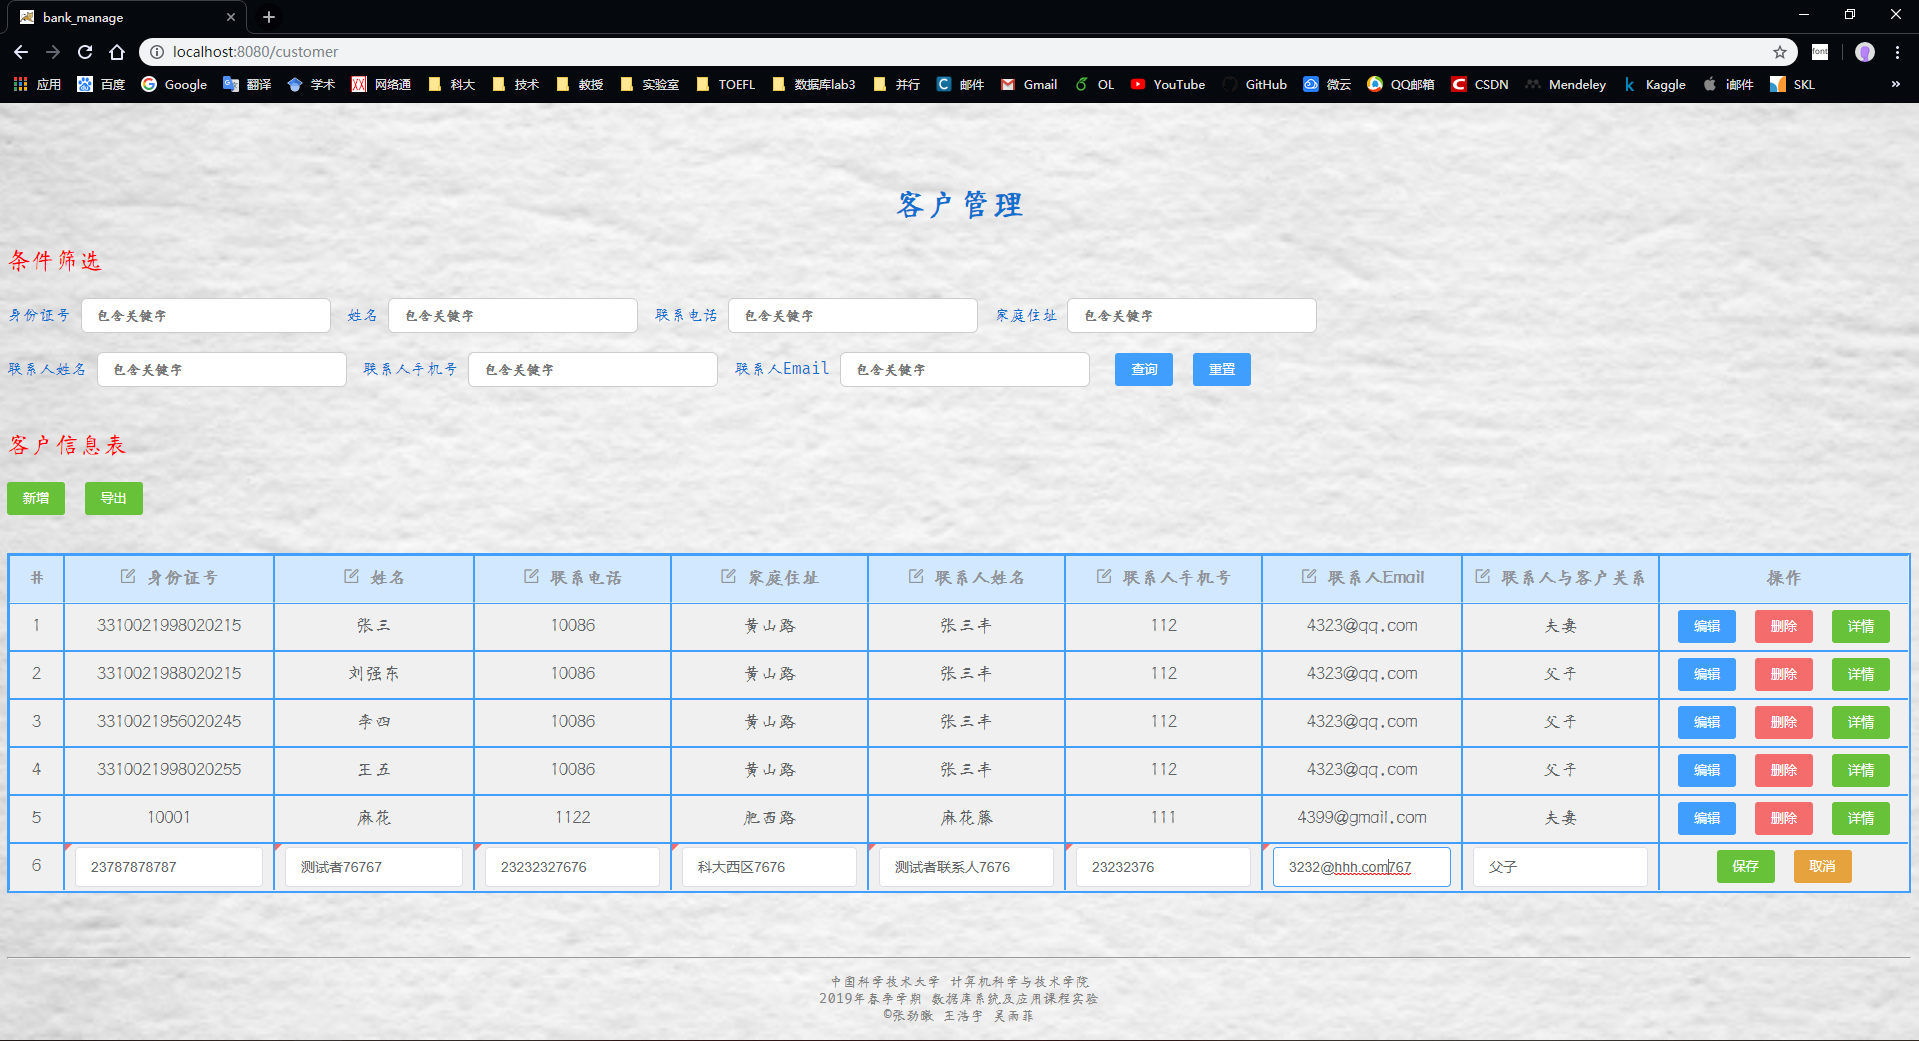 bank_manage
localhost:8080/customer
font
应用 百度 Google 翻译 学术 网络通 科大 技术 教授 实验室 TOEFL 数据库lab3 并行 邮件 Gmail OL YouTube GitHub 微云 QQ邮箱 CSDN Mendeley Kaggle i邮件 SKL »
客户管理
条件筛选
身份证号 包含关键字 姓名 包含关键字 联系电话 包含关键字 家庭住址 包含关键字
联系人姓名 包含关键字 联系人手机号 包含关键字 联系人Email 包含关键字 查询 重置
客户信息表
新增 导出
# 身份证号 姓名 联系电话 家庭住址 联系人姓名 联系人手机号 联系人Email 联系人与客户关系 操作
1 3310021998020215 张三 10086 黄山路 张三丰 112 4323@qq.com 夫妻 编辑 删除 详情
2 3310021988020215 刘强东 10086 黄山路 张三丰 112 4323@qq.com 父子 编辑 删除 详情
3 3310021956020245 李四 10086 黄山路 张三丰 112 4323@qq.com 父子 编辑 删除 详情
4 3310021998020255 王五 10086 黄山路 张三丰 112 4323@qq.com 父子 编辑 删除 详情
5 10001 麻花 1122 肥西路 麻花藤 111 4399@gmail.com 夫妻 编辑 删除 详情
6 23787878787 测试者76767 23232327676 科大西区7676 测试者联系人7676 23232376 3232@hhh.com767 父子 保存 取消
中国科学技术大学 计算机科学与技术学院
2019年春季学期 数据库系统及应用课程实验
©张劲暾 王浩宇 吴雨菲